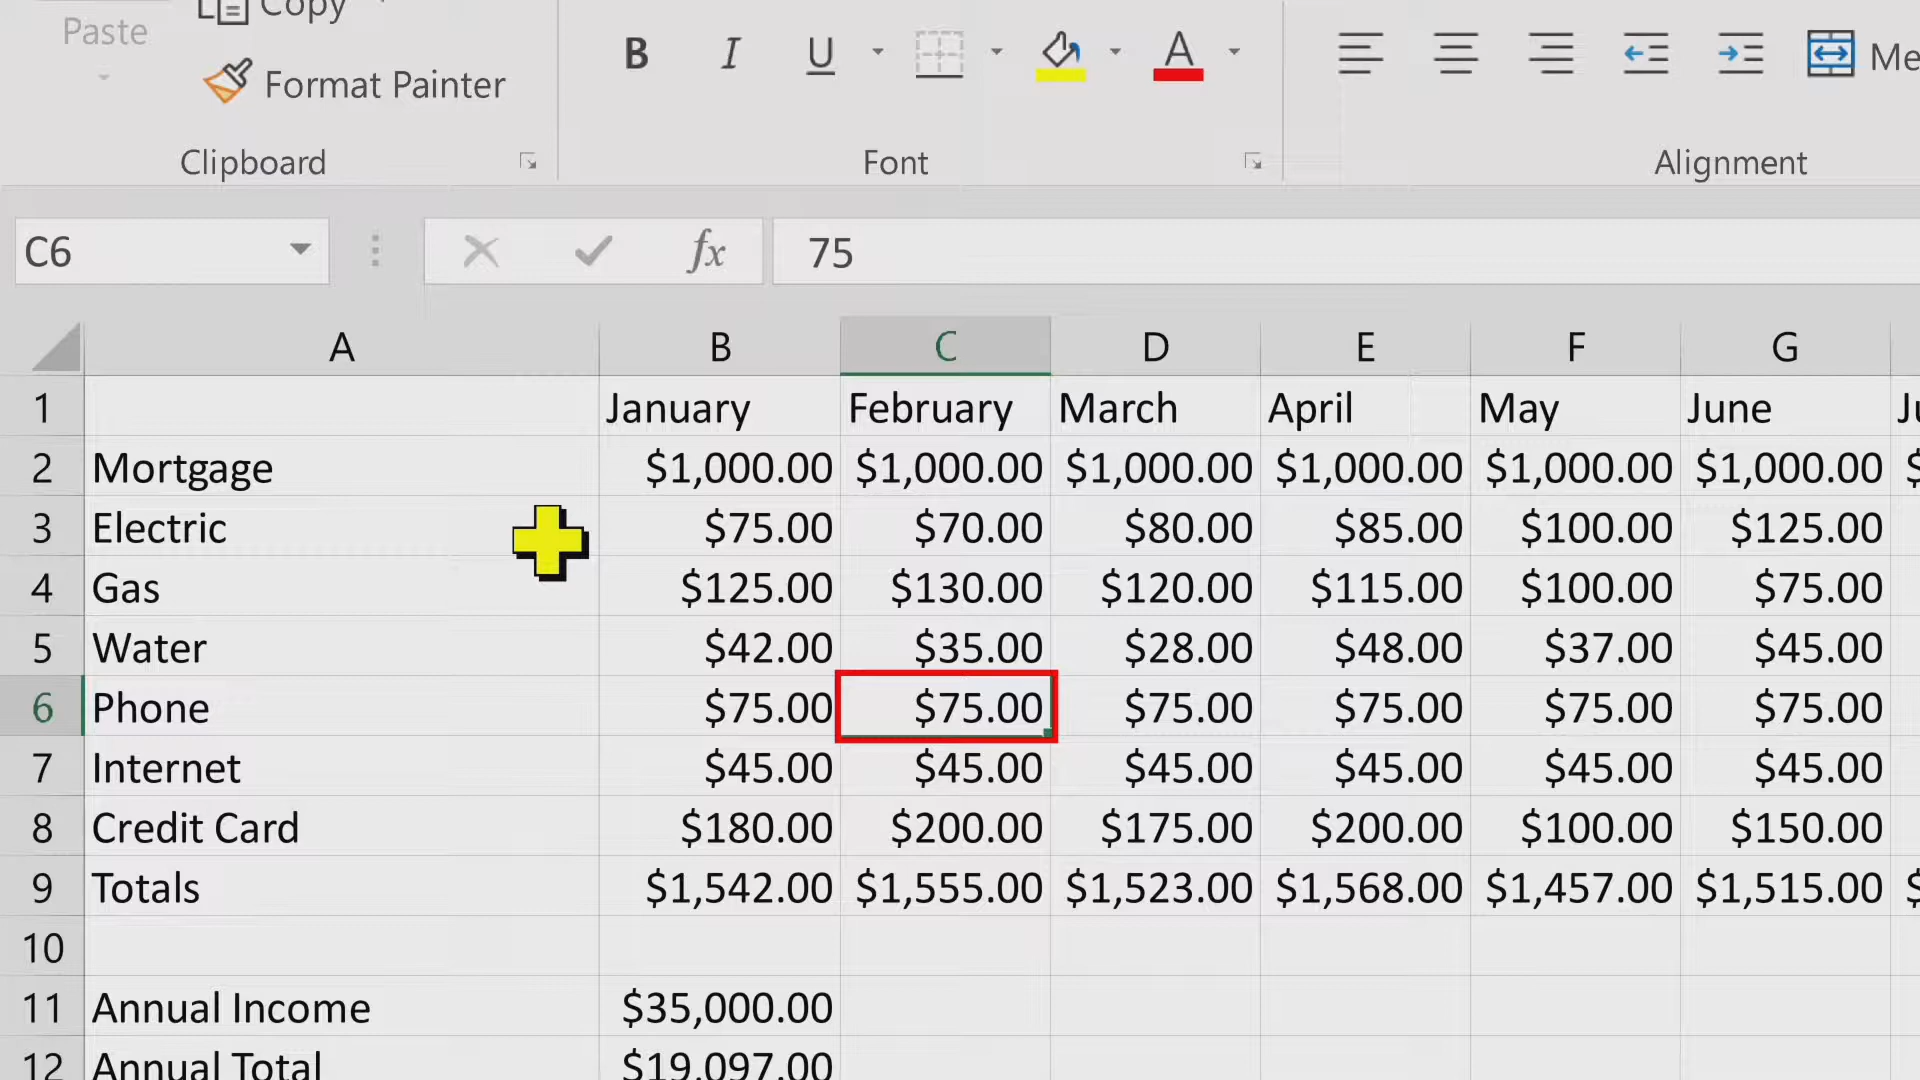 Paste
Copy
Format Painter
B I U A
Me
Clipboard
Font
Alignment
C6
fx
75
A B C D E F G
1 January February March April May June Ju
2 Mortgage $1,000.00 $1,000.00 $1,000.00 $1,000.00 $1,000.00 $1,000.00 $
3 Electric $75.00 $70.00 $80.00 $85.00 $100.00 $125.00
4 Gas $125.00 $130.00 $120.00 $115.00 $100.00 $75.00
5 Water $42.00 $35.00 $28.00 $48.00 $37.00 $45.00
6 Phone $75.00 $75.00 $75.00 $75.00 $75.00 $75.00
7 Internet $45.00 $45.00 $45.00 $45.00 $45.00 $45.00
8 Credit Card $180.00 $200.00 $175.00 $200.00 $100.00 $150.00
9 Totals $1,542.00 $1,555.00 $1,523.00 $1,568.00 $1,457.00 $1,515.00 $
10
11 Annual Income $35,000.00
12 Annual Total $19,097.00